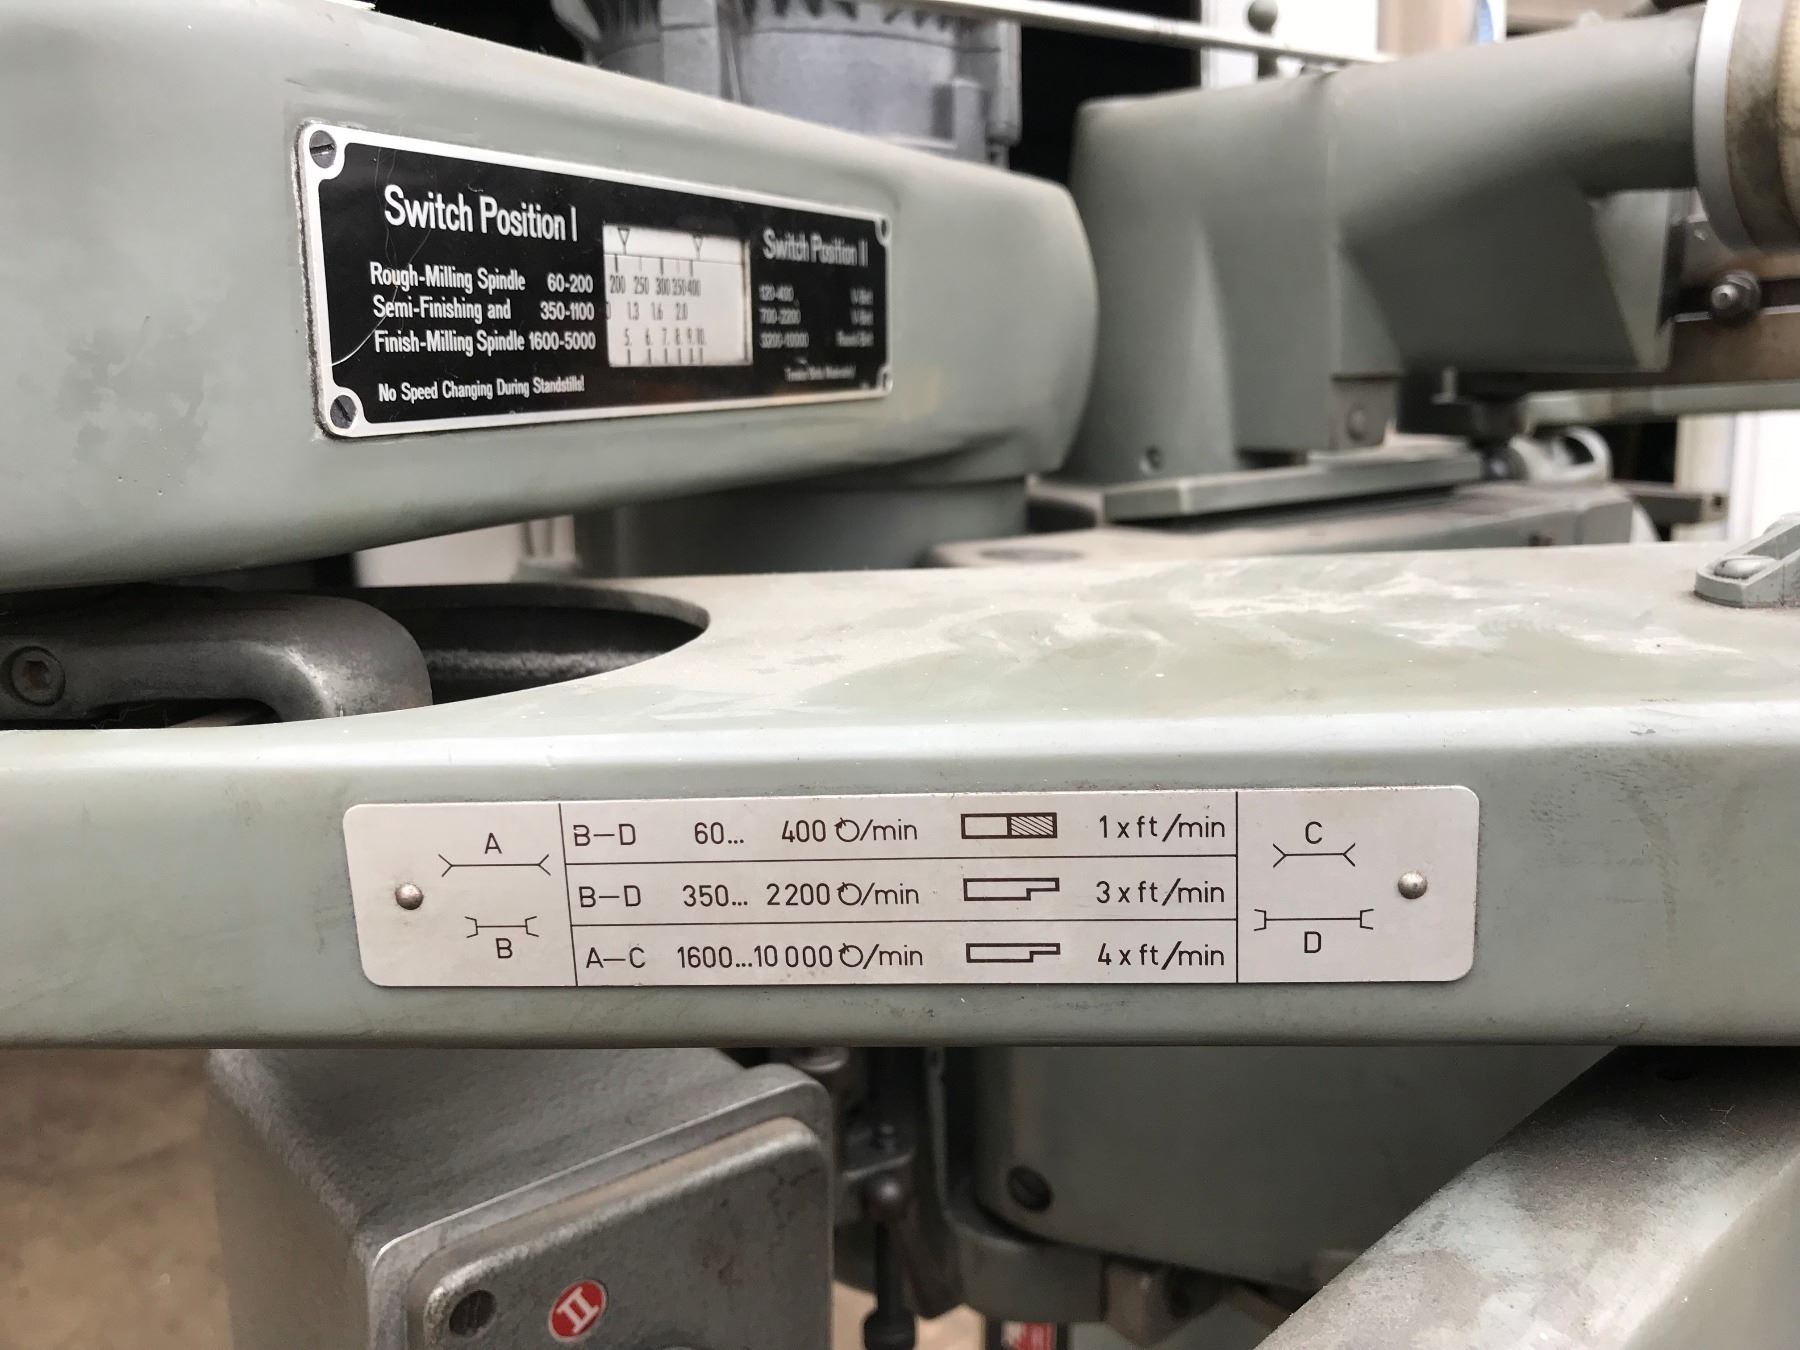 Switch Position I
Rough-Milling Spindle 60-200
Semi-Finishing and 350-1100
Finish-Milling Spindle 1600-5000
No Speed Changing During Standstills!
200 250 300 350 400
1.3 1.6 2.0
5. 6. 7. 8. 9. 10.
Switch Position II
120-400
700-2200
3200-10000
A
B
B–D 60... 400 /min 1 x ft/min
B–D 350... 2200 /min 3 x ft/min
A–C 1600...10 000 /min 4 x ft/min
C
D
II